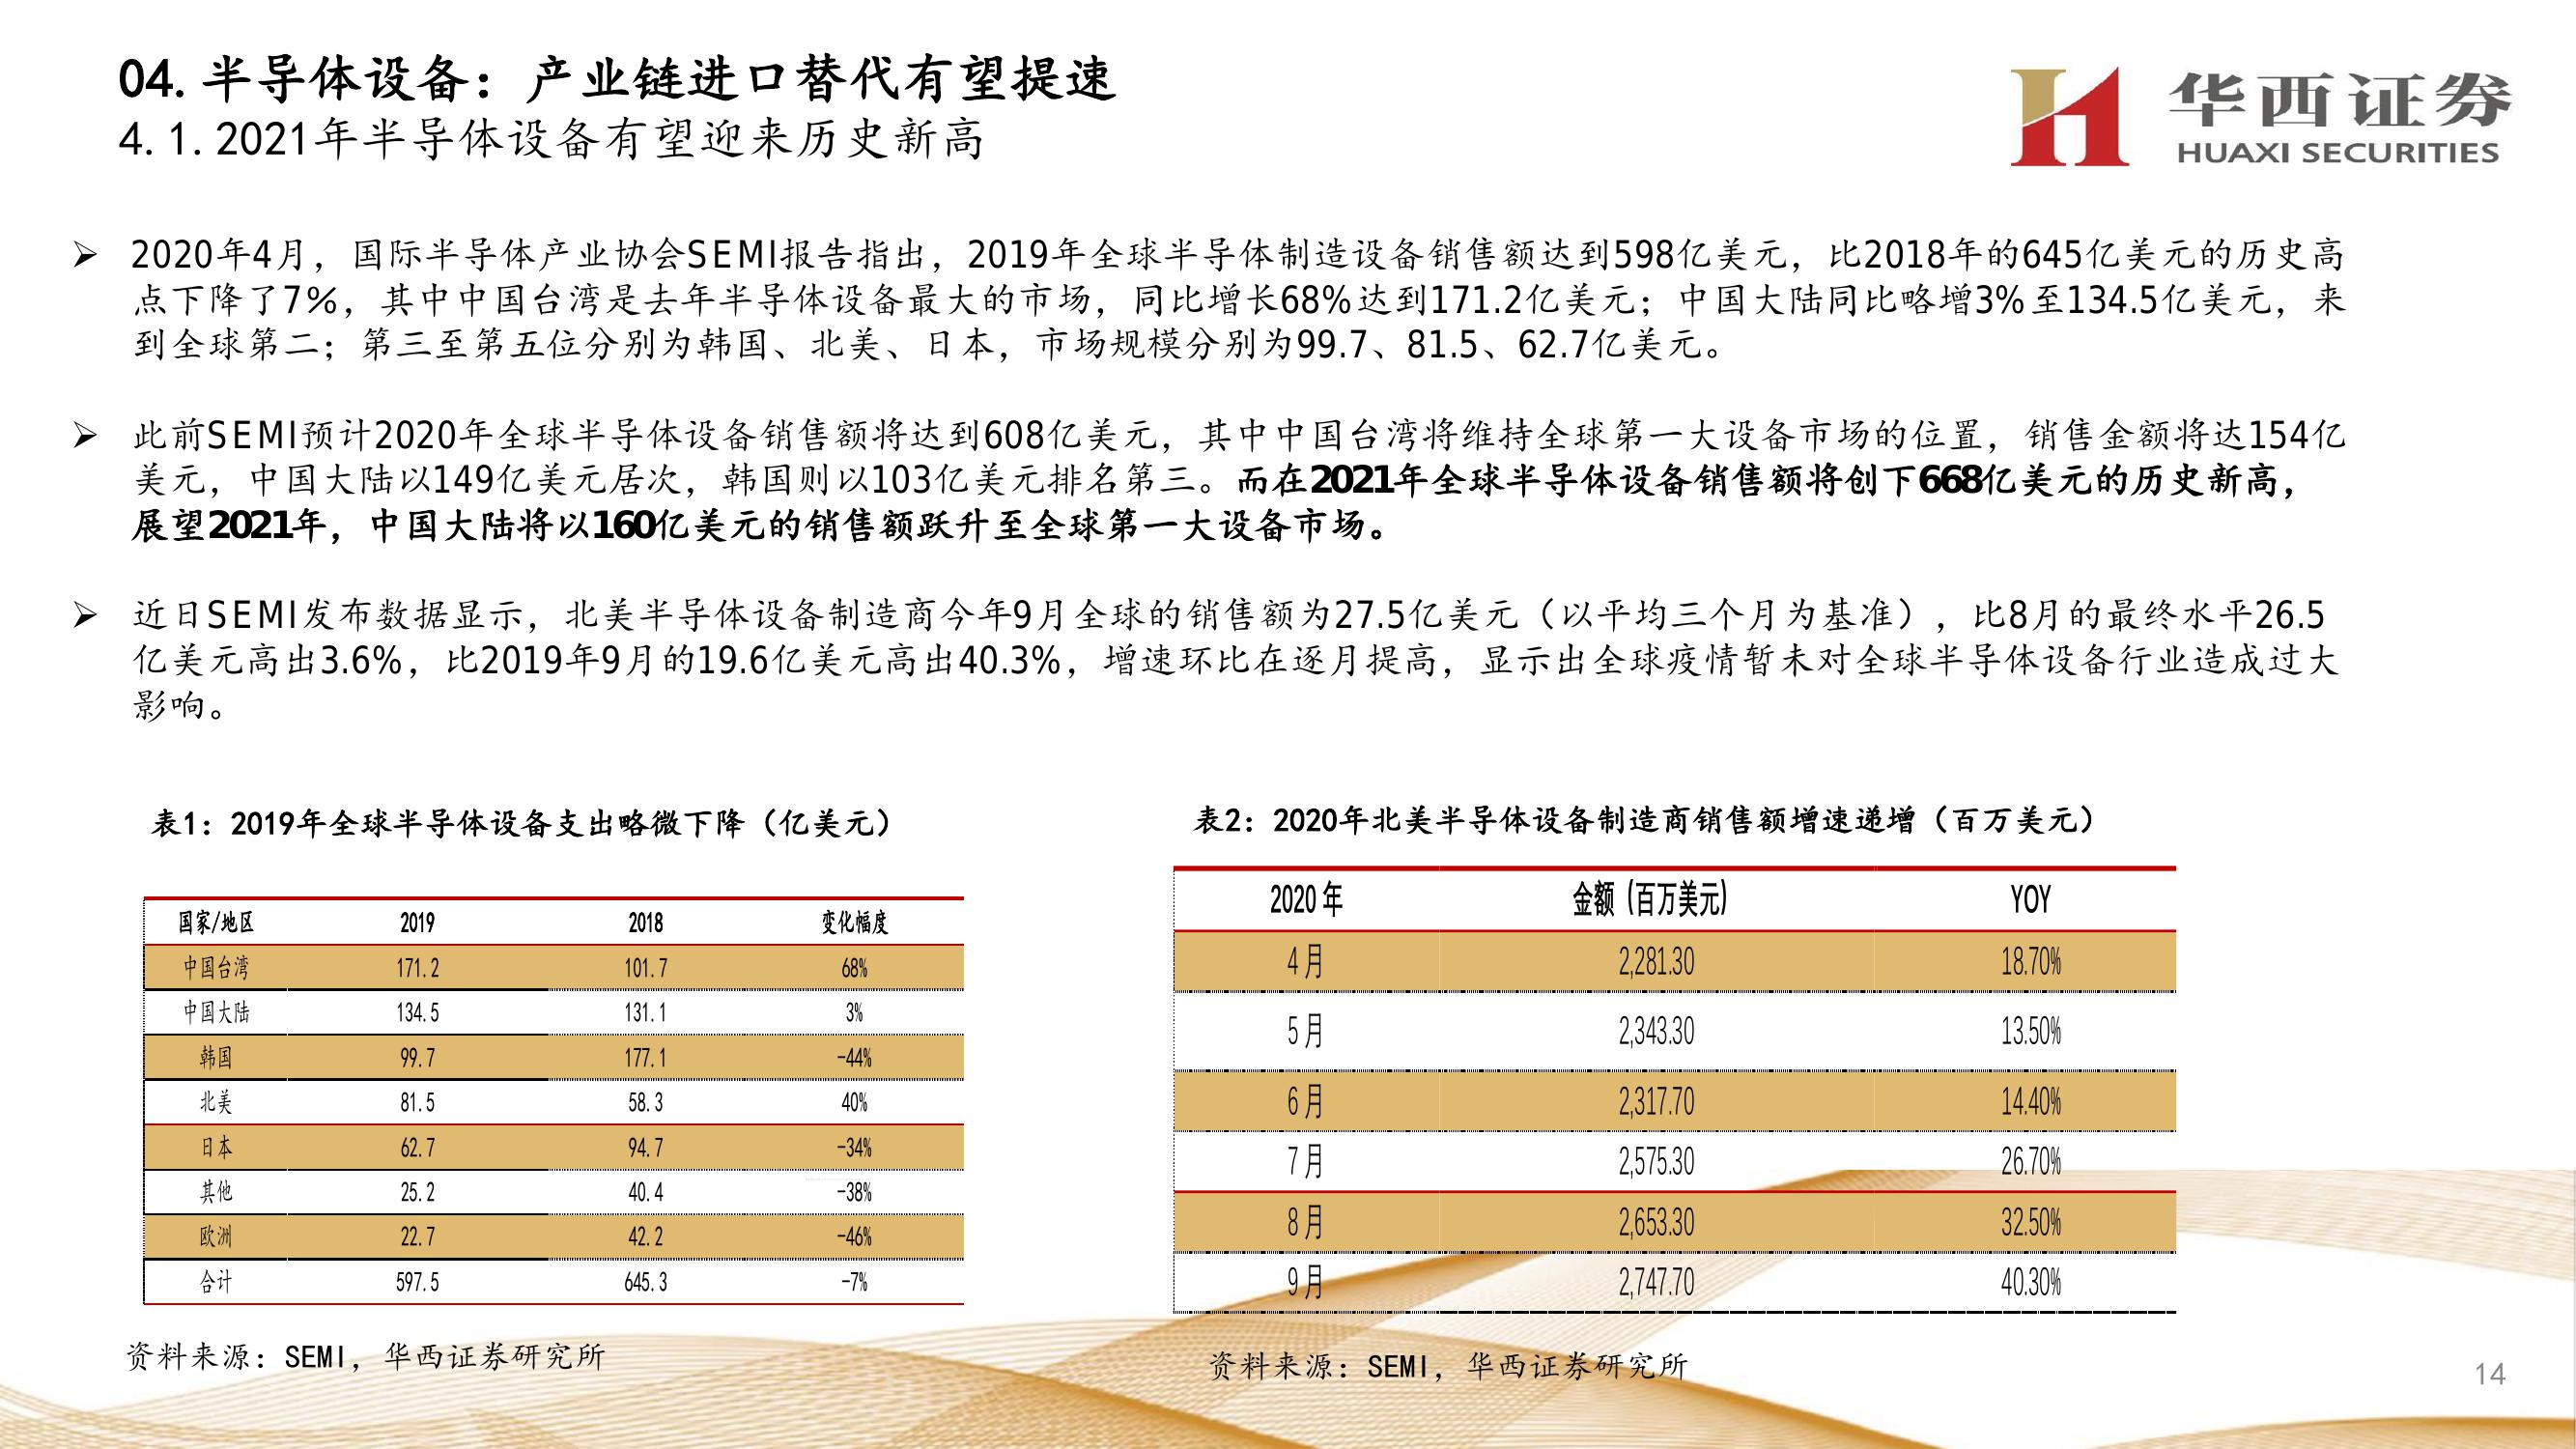 04. 半导体设备：产业链进口替代有望提速
4.1.2021年半导体设备有望迎来历史新高
华西证券
HUAXI SECURITIES
➢ 2020年4月，国际半导体产业协会SEMI报告指出，2019年全球半导体制造设备销售额达到598亿美元，比2018年的645亿美元的历史高
点下降了7%，其中中国台湾是去年半导体设备最大的市场，同比增长68%达到171.2亿美元；中国大陆同比略增3%至134.5亿美元，来
到全球第二；第三至第五位分别为韩国、北美、日本，市场规模分别为99.7、81.5、62.7亿美元。
➢ 此前SEMI预计2020年全球半导体设备销售额将达到608亿美元，其中中国台湾将维持全球第一大设备市场的位置，销售金额将达154亿
美元，中国大陆以149亿美元居次，韩国则以103亿美元排名第三。而在2021年全球半导体设备销售额将创下668亿美元的历史新高，
展望2021年，中国大陆将以160亿美元的销售额跃升至全球第一大设备市场。
➢ 近日SEMI发布数据显示，北美半导体设备制造商今年9月全球的销售额为27.5亿美元（以平均三个月为基准），比8月的最终水平26.5
亿美元高出3.6%，比2019年9月的19.6亿美元高出40.3%，增速环比在逐月提高，显示出全球疫情暂未对全球半导体设备行业造成过大
影响。
表1：2019年全球半导体设备支出略微下降（亿美元）
国家/地区 2019 2018 变化幅度
中国台湾 171.2 101.7 68%
中国大陆 134.5 131.1 3%
韩国 99.7 177.1 -44%
北美 81.5 58.3 40%
日本 62.7 94.7 -34%
其他 25.2 40.4 -38%
欧洲 22.7 42.2 -46%
合计 597.5 645.3 -7%
资料来源：SEMI，华西证券研究所
表2：2020年北美半导体设备制造商销售额增速递增（百万美元）
2020 年 金额（百万美元） YOY
4 月 2,281.30 18.70%
5 月 2,343.30 13.50%
6 月 2,317.70 14.40%
7 月 2,575.30 26.70%
8 月 2,653.30 32.50%
9 月 2,747.70 40.30%
资料来源：SEMI，华西证券研究所
14